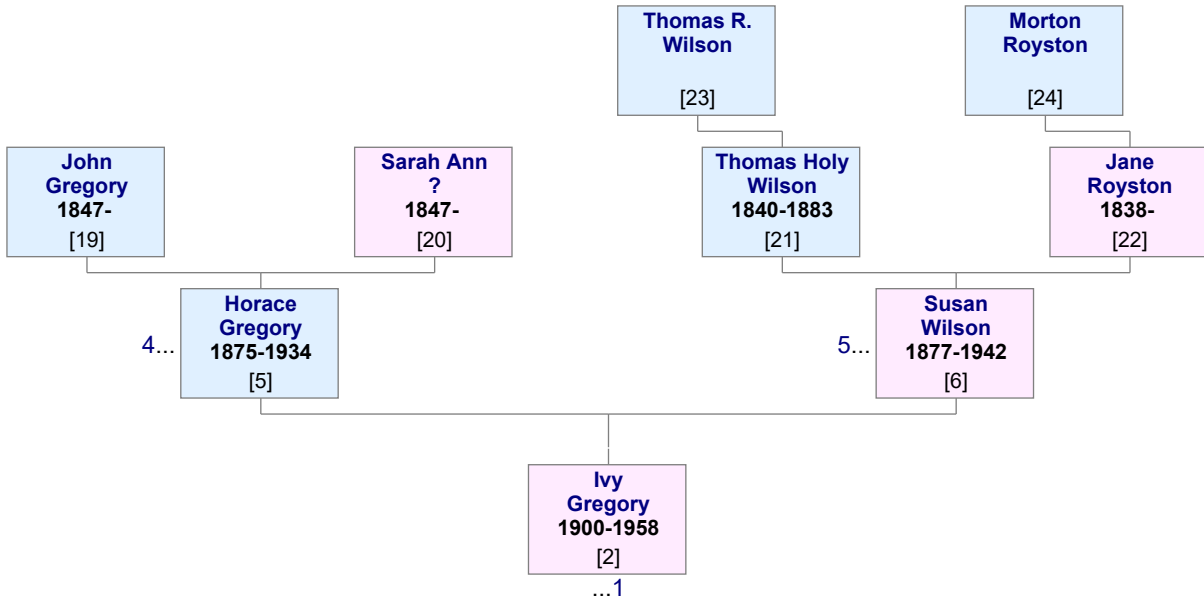 Thomas R.
Wilson
[23]
Morton
Royston
[24]
John
Gregory
1847-
[19]
Sarah Ann
?
1847-
[20]
Thomas Holy
Wilson
1840-1883
[21]
Jane
Royston
1838-
[22]
4...
Horace
Gregory
1875-1934
[5]
5...
Susan
Wilson
1877-1942
[6]
Ivy
Gregory
1900-1958
[2]
...1